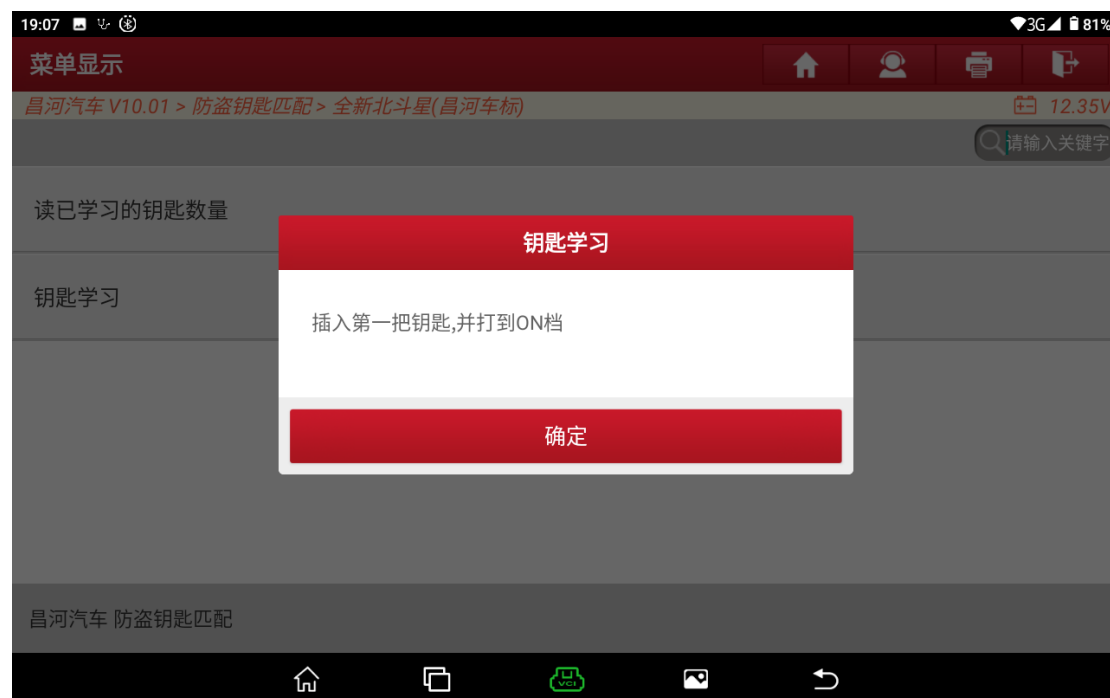 19:07 3G 81%
菜单显示
昌河汽车 V10.01 > 防盗钥匙匹配 > 全新北斗星(昌河车标) 12.35V
请输入关键字
读已学习的钥匙数量
钥匙学习
钥匙学习
插入第一把钥匙,并打到ON档
确定
昌河汽车 防盗钥匙匹配
VCI